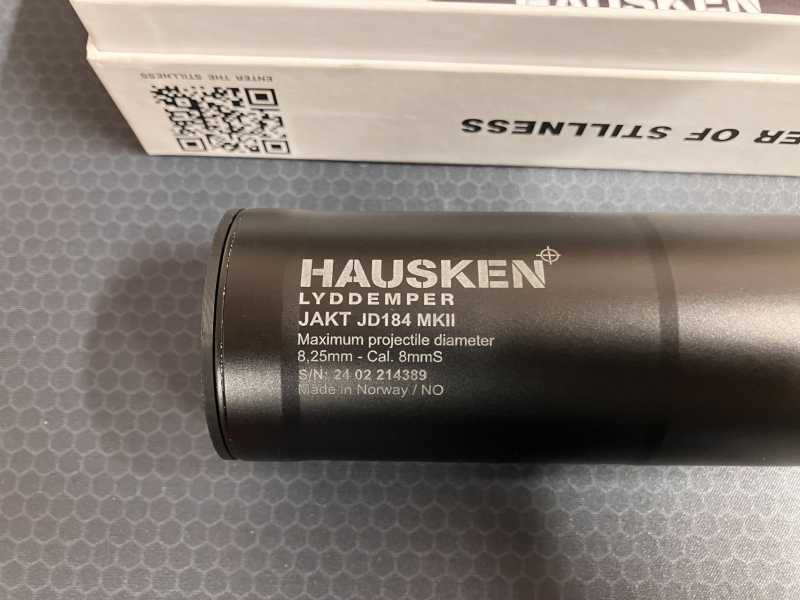 HAUSKEN
ENTER THE STILLNESS
ER OF STILLNESS
HAUSKEN
LYDDEMPER
JAKT JD184 MKII
Maximum projectile diameter
8,25mm - Cal. 8mmS
S/N: 24 02 214389
Made in Norway / NO